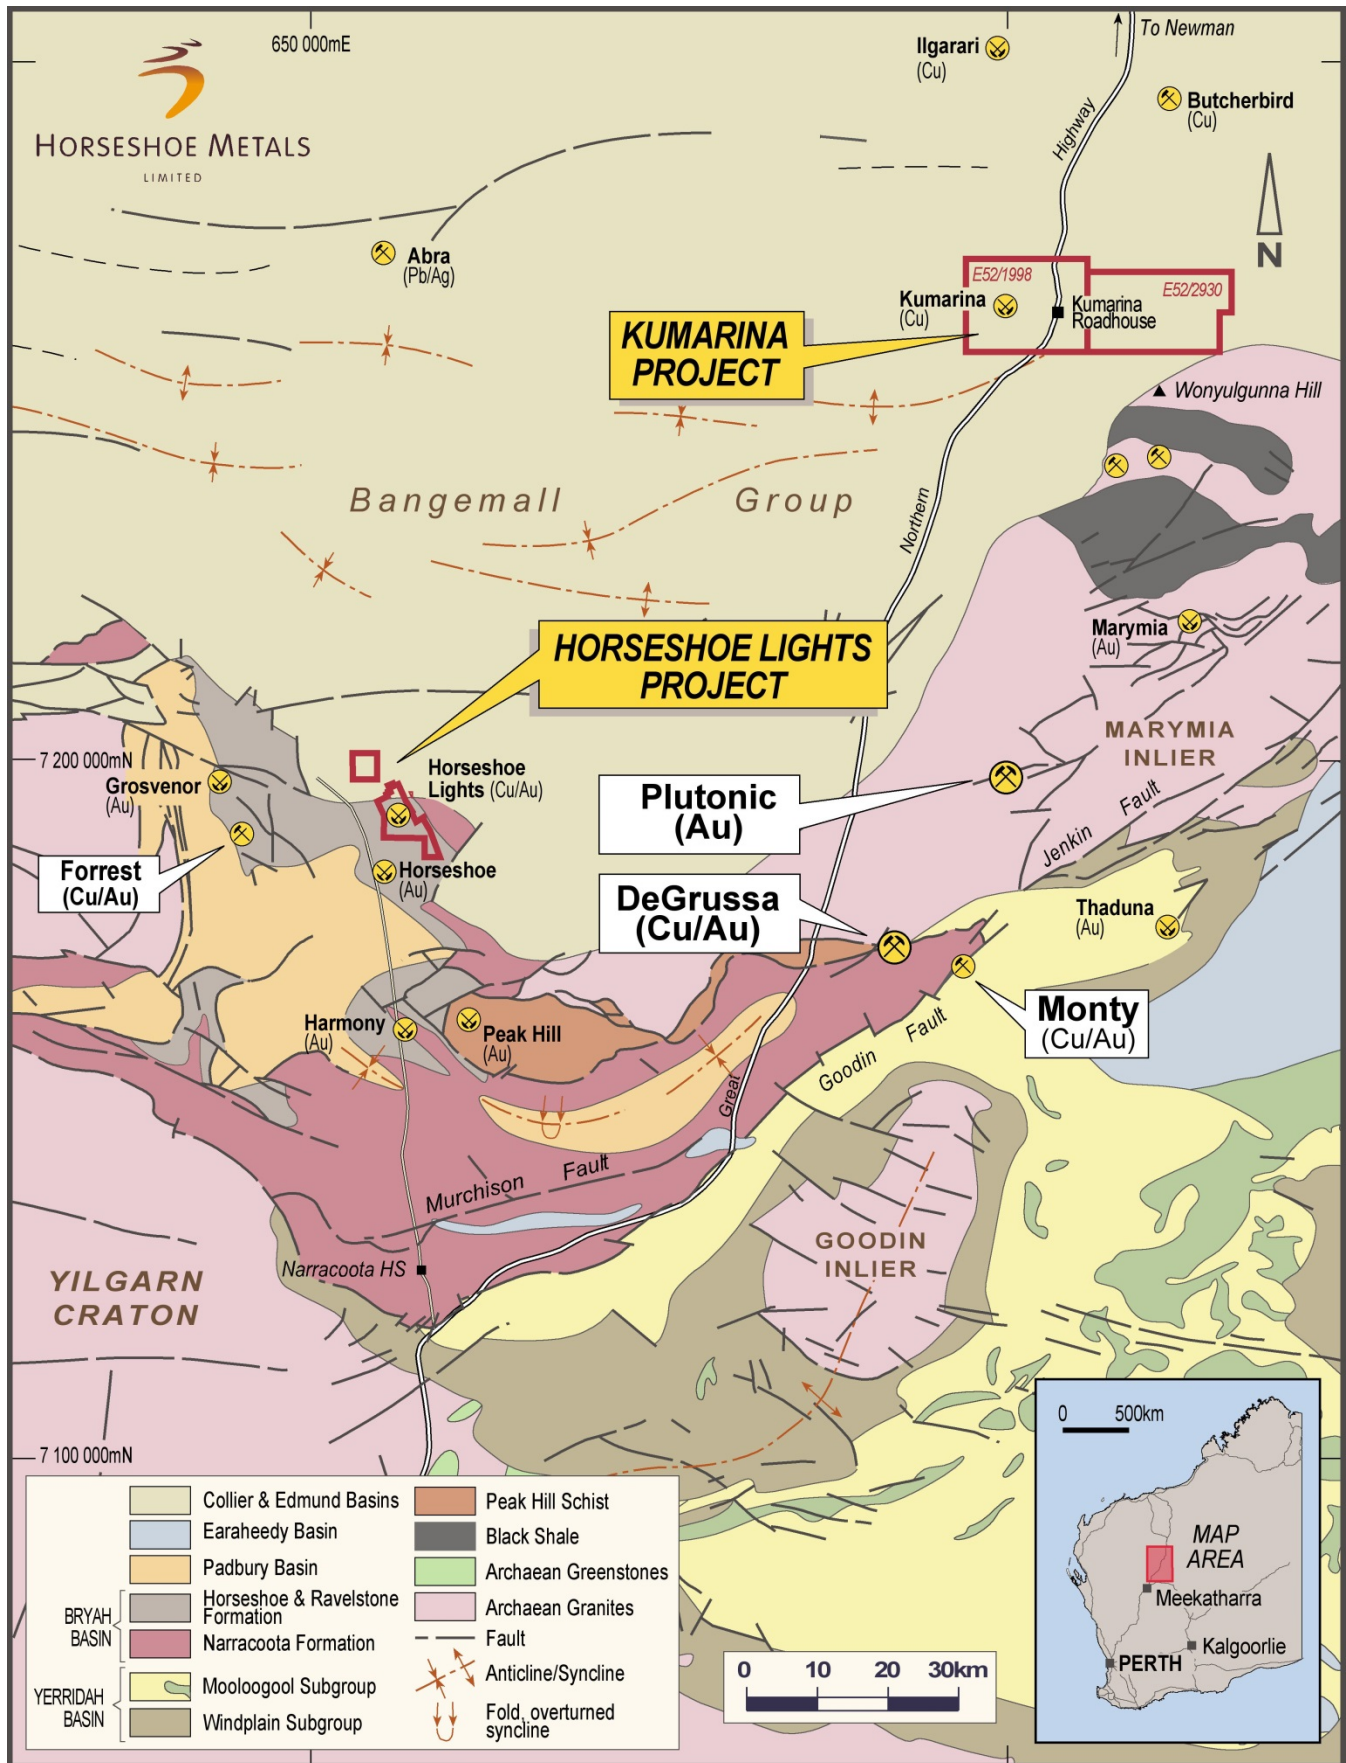 650 000mE
To Newman
Ilgarari
(Cu)
Butcherbird
(Cu)
HORSESHOE METALS
LIMITED
Highway
N
Abra
(Pb/Ag)
E52/1998
E52/2930
Kumarina
(Cu)
Kumarina
Roadhouse
KUMARINA
PROJECT
Wonyulgunna Hill
Bangemall Group
Northern
HORSESHOE LIGHTS
PROJECT
Marymia
(Au)
MARYMIA
INLIER
7 200 000mN
Grosvenor
(Au)
Horseshoe
Lights (Cu/Au)
Plutonic
(Au)
Jenkin Fault
Forrest
(Cu/Au)
Horseshoe
(Au)
DeGrussa
(Cu/Au)
Thaduna
(Au)
Monty
(Cu/Au)
Harmony
(Au)
Peak Hill
(Au)
Goodin Fault
Great
Murchison Fault
GOODIN
INLIER
Narracoota HS
YILGARN
CRATON
7 100 000mN
Collier & Edmund Basins
Earaheedy Basin
Padbury Basin
BRYAH
BASIN
Horseshoe & Ravelstone
Formation
Narracoota Formation
YERRIDAH
BASIN
Mooloogool Subgroup
Windplain Subgroup
Peak Hill Schist
Black Shale
Archaean Greenstones
Archaean Granites
Fault
Anticline/Syncline
Fold, overturned
syncline
0 10 20 30km
0 500km
MAP
AREA
Meekatharra
Kalgoorlie
PERTH